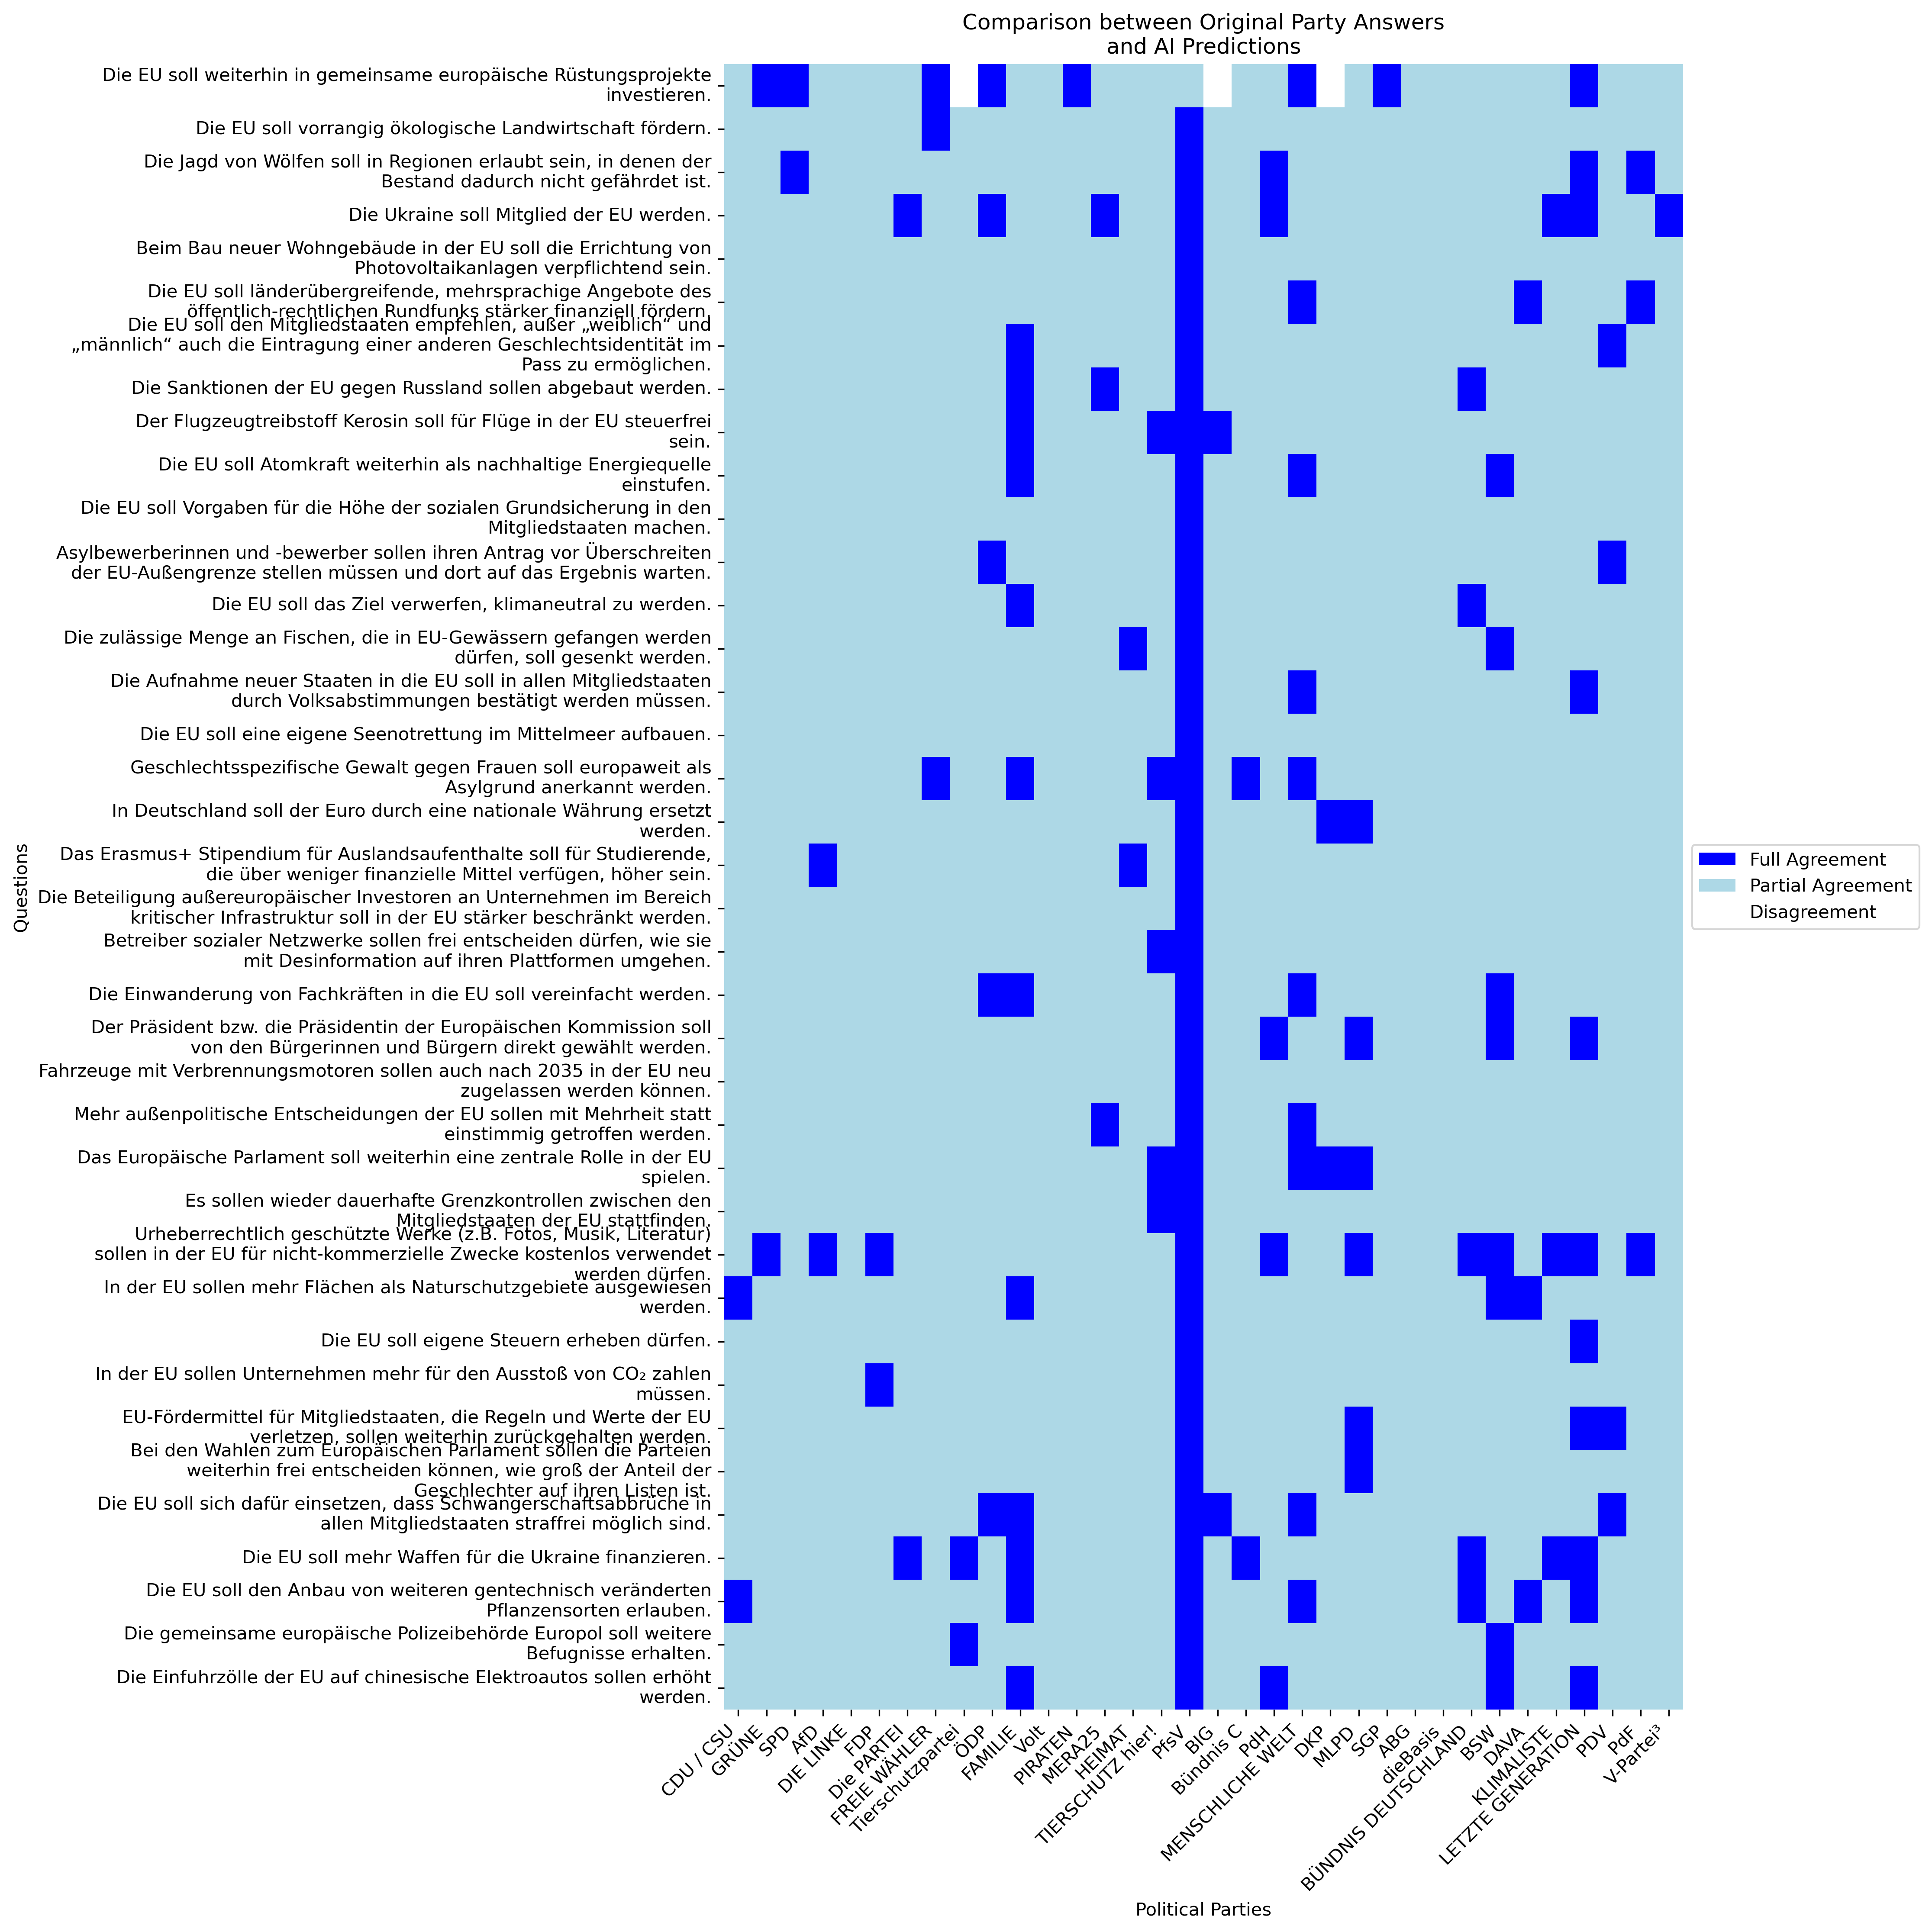 Comparison between Original Party Answers
and AI Predictions
Die EU soll weiterhin in gemeinsame europäische Rüstungsprojekte
investieren.
Die EU soll vorrangig ökologische Landwirtschaft fördern.
Die Jagd von Wölfen soll in Regionen erlaubt sein, in denen der
Bestand dadurch nicht gefährdet ist.
Die Ukraine soll Mitglied der EU werden.
Beim Bau neuer Wohngebäude in der EU soll die Errichtung von
Photovoltaikanlagen verpflichtend sein.
Die EU soll länderübergreifende, mehrsprachige Angebote des
öffentlich-rechtlichen Rundfunks stärker finanziell fördern.
Die EU soll den Mitgliedstaaten empfehlen, außer „weiblich“ und
„männlich“ auch die Eintragung einer anderen Geschlechtsidentität im
Pass zu ermöglichen.
Die Sanktionen der EU gegen Russland sollen abgebaut werden.
Der Flugzeugtreibstoff Kerosin soll für Flüge in der EU steuerfrei
sein.
Die EU soll Atomkraft weiterhin als nachhaltige Energiequelle
einstufen.
Die EU soll Vorgaben für die Höhe der sozialen Grundsicherung in den
Mitgliedstaaten machen.
Asylbewerberinnen und -bewerber sollen ihren Antrag vor Überschreiten
der EU-Außengrenze stellen müssen und dort auf das Ergebnis warten.
Die EU soll das Ziel verwerfen, klimaneutral zu werden.
Die zulässige Menge an Fischen, die in EU-Gewässern gefangen werden
dürfen, soll gesenkt werden.
Die Aufnahme neuer Staaten in die EU soll in allen Mitgliedstaaten
durch Volksabstimmungen bestätigt werden müssen.
Die EU soll eine eigene Seenotrettung im Mittelmeer aufbauen.
Geschlechtsspezifische Gewalt gegen Frauen soll europaweit als
Asylgrund anerkannt werden.
In Deutschland soll der Euro durch eine nationale Währung ersetzt
werden.
Das Erasmus+ Stipendium für Auslandsaufenthalte soll für Studierende,
die über weniger finanzielle Mittel verfügen, höher sein.
Die Beteiligung außereuropäischer Investoren an Unternehmen im Bereich
kritischer Infrastruktur soll in der EU stärker beschränkt werden.
Betreiber sozialer Netzwerke sollen frei entscheiden dürfen, wie sie
mit Desinformation auf ihren Plattformen umgehen.
Die Einwanderung von Fachkräften in die EU soll vereinfacht werden.
Der Präsident bzw. die Präsidentin der Europäischen Kommission soll
von den Bürgerinnen und Bürgern direkt gewählt werden.
Fahrzeuge mit Verbrennungsmotoren sollen auch nach 2035 in der EU neu
zugelassen werden können.
Mehr außenpolitische Entscheidungen der EU sollen mit Mehrheit statt
einstimmig getroffen werden.
Das Europäische Parlament soll weiterhin eine zentrale Rolle in der EU
spielen.
Es sollen wieder dauerhafte Grenzkontrollen zwischen den
Mitgliedstaaten der EU stattfinden.
Urheberrechtlich geschützte Werke (z.B. Fotos, Musik, Literatur)
sollen in der EU für nicht-kommerzielle Zwecke kostenlos verwendet
werden dürfen.
In der EU sollen mehr Flächen als Naturschutzgebiete ausgewiesen
werden.
Die EU soll eigene Steuern erheben dürfen.
In der EU sollen Unternehmen mehr für den Ausstoß von CO₂ zahlen
müssen.
EU-Fördermittel für Mitgliedstaaten, die Regeln und Werte der EU
verletzen, sollen weiterhin zurückgehalten werden.
Bei den Wahlen zum Europäischen Parlament sollen die Parteien
weiterhin frei entscheiden können, wie groß der Anteil der
Geschlechter auf ihren Listen ist.
Die EU soll sich dafür einsetzen, dass Schwangerschaftsabbrüche in
allen Mitgliedstaaten straffrei möglich sind.
Die EU soll mehr Waffen für die Ukraine finanzieren.
Die EU soll den Anbau von weiteren gentechnisch veränderten
Pflanzensorten erlauben.
Die gemeinsame europäische Polizeibehörde Europol soll weitere
Befugnisse erhalten.
Die Einfuhrzölle der EU auf chinesische Elektroautos sollen erhöht
werden.
Questions
Full Agreement
Partial Agreement
Disagreement
CDU / CSU
GRÜNE
SPD
AfD
DIE LINKE
FDP
Die PARTEI
FREIE WÄHLER
Tierschutzpartei
ÖDP
FAMILIE
Volt
PIRATEN
MERA25
HEIMAT
TIERSCHUTZ hier!
PfsV
BIG
Bündnis C
PdH
MENSCHLICHE WELT
DKP
MLPD
SGP
ABG
dieBasis
BÜNDNIS DEUTSCHLAND
BSW
DAVA
KLIMALISTE
LETZTE GENERATION
PDV
PdF
V-Partei³
Political Parties